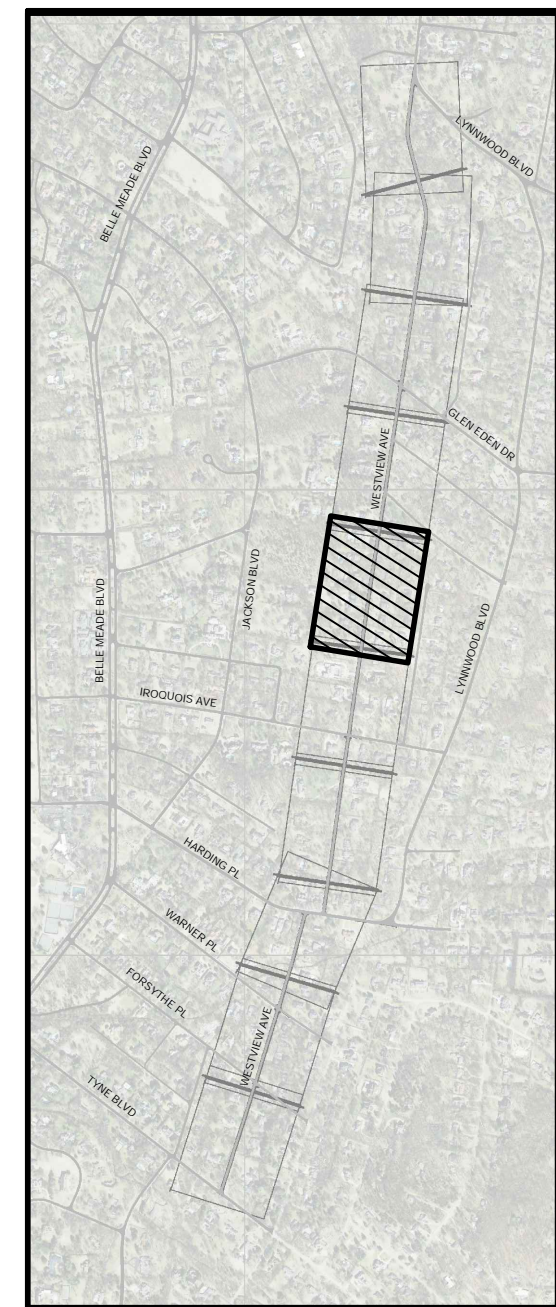 LYNNWOOD BLVD
BELLE MEADE BLVD
GLEN EDEN DR
WESTVIEW AVE
JACKSON BLVD
BELLE MEADE BLVD
LYNNWOOD BLVD
IROQUOIS AVE
HARDING PL
WARNER PL
FORSYTHE PL
WESTVIEW AVE
TYNE BLVD